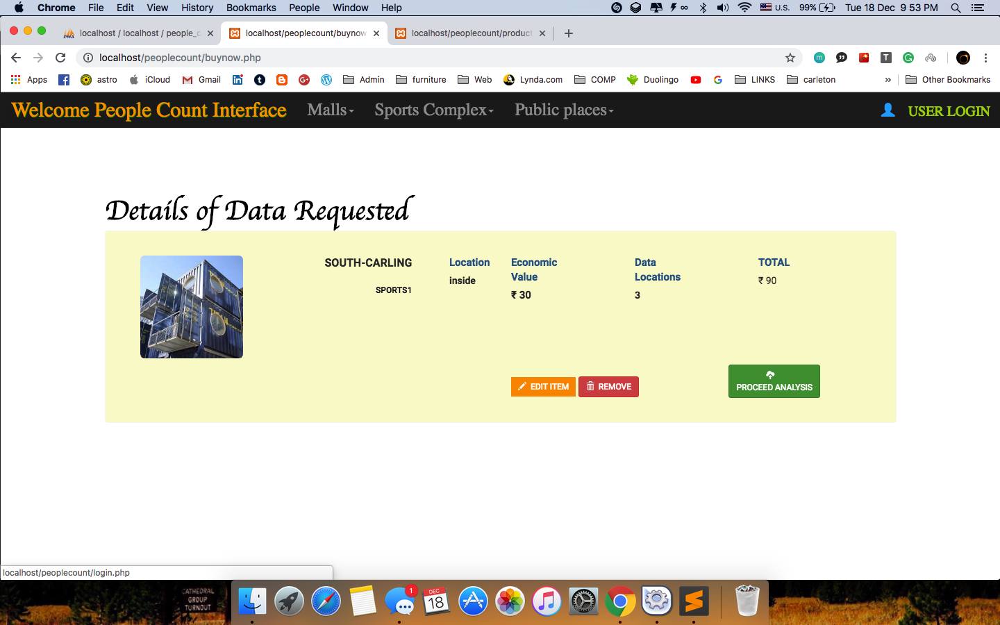 Chrome File Edit View History Bookmarks People Window Help U.S. 99% Tue 18 Dec 9 53 PM
localhost / localhost / people_c localhost/peoplecount/buynow localhost/peoplecount/product
localhost/peoplecount/buynow.php
Apps astro iCloud Gmail Admin furniture Web Lynda.com COMP Duolingo LINKS carleton » Other Bookmarks
Welcome People Count Interface Malls Sports Complex Public places USER LOGIN
Details of Data Requested
SOUTH-CARLING
SPORTS1
Location
inside
Economic
Value
₹ 30
Data
Locations
3
TOTAL
₹ 90
EDIT ITEM REMOVE
PROCEED ANALYSIS
localhost/peoplecount/login.php
CATHEDRAL
GROUP
TURNOUT
1
DEC
18